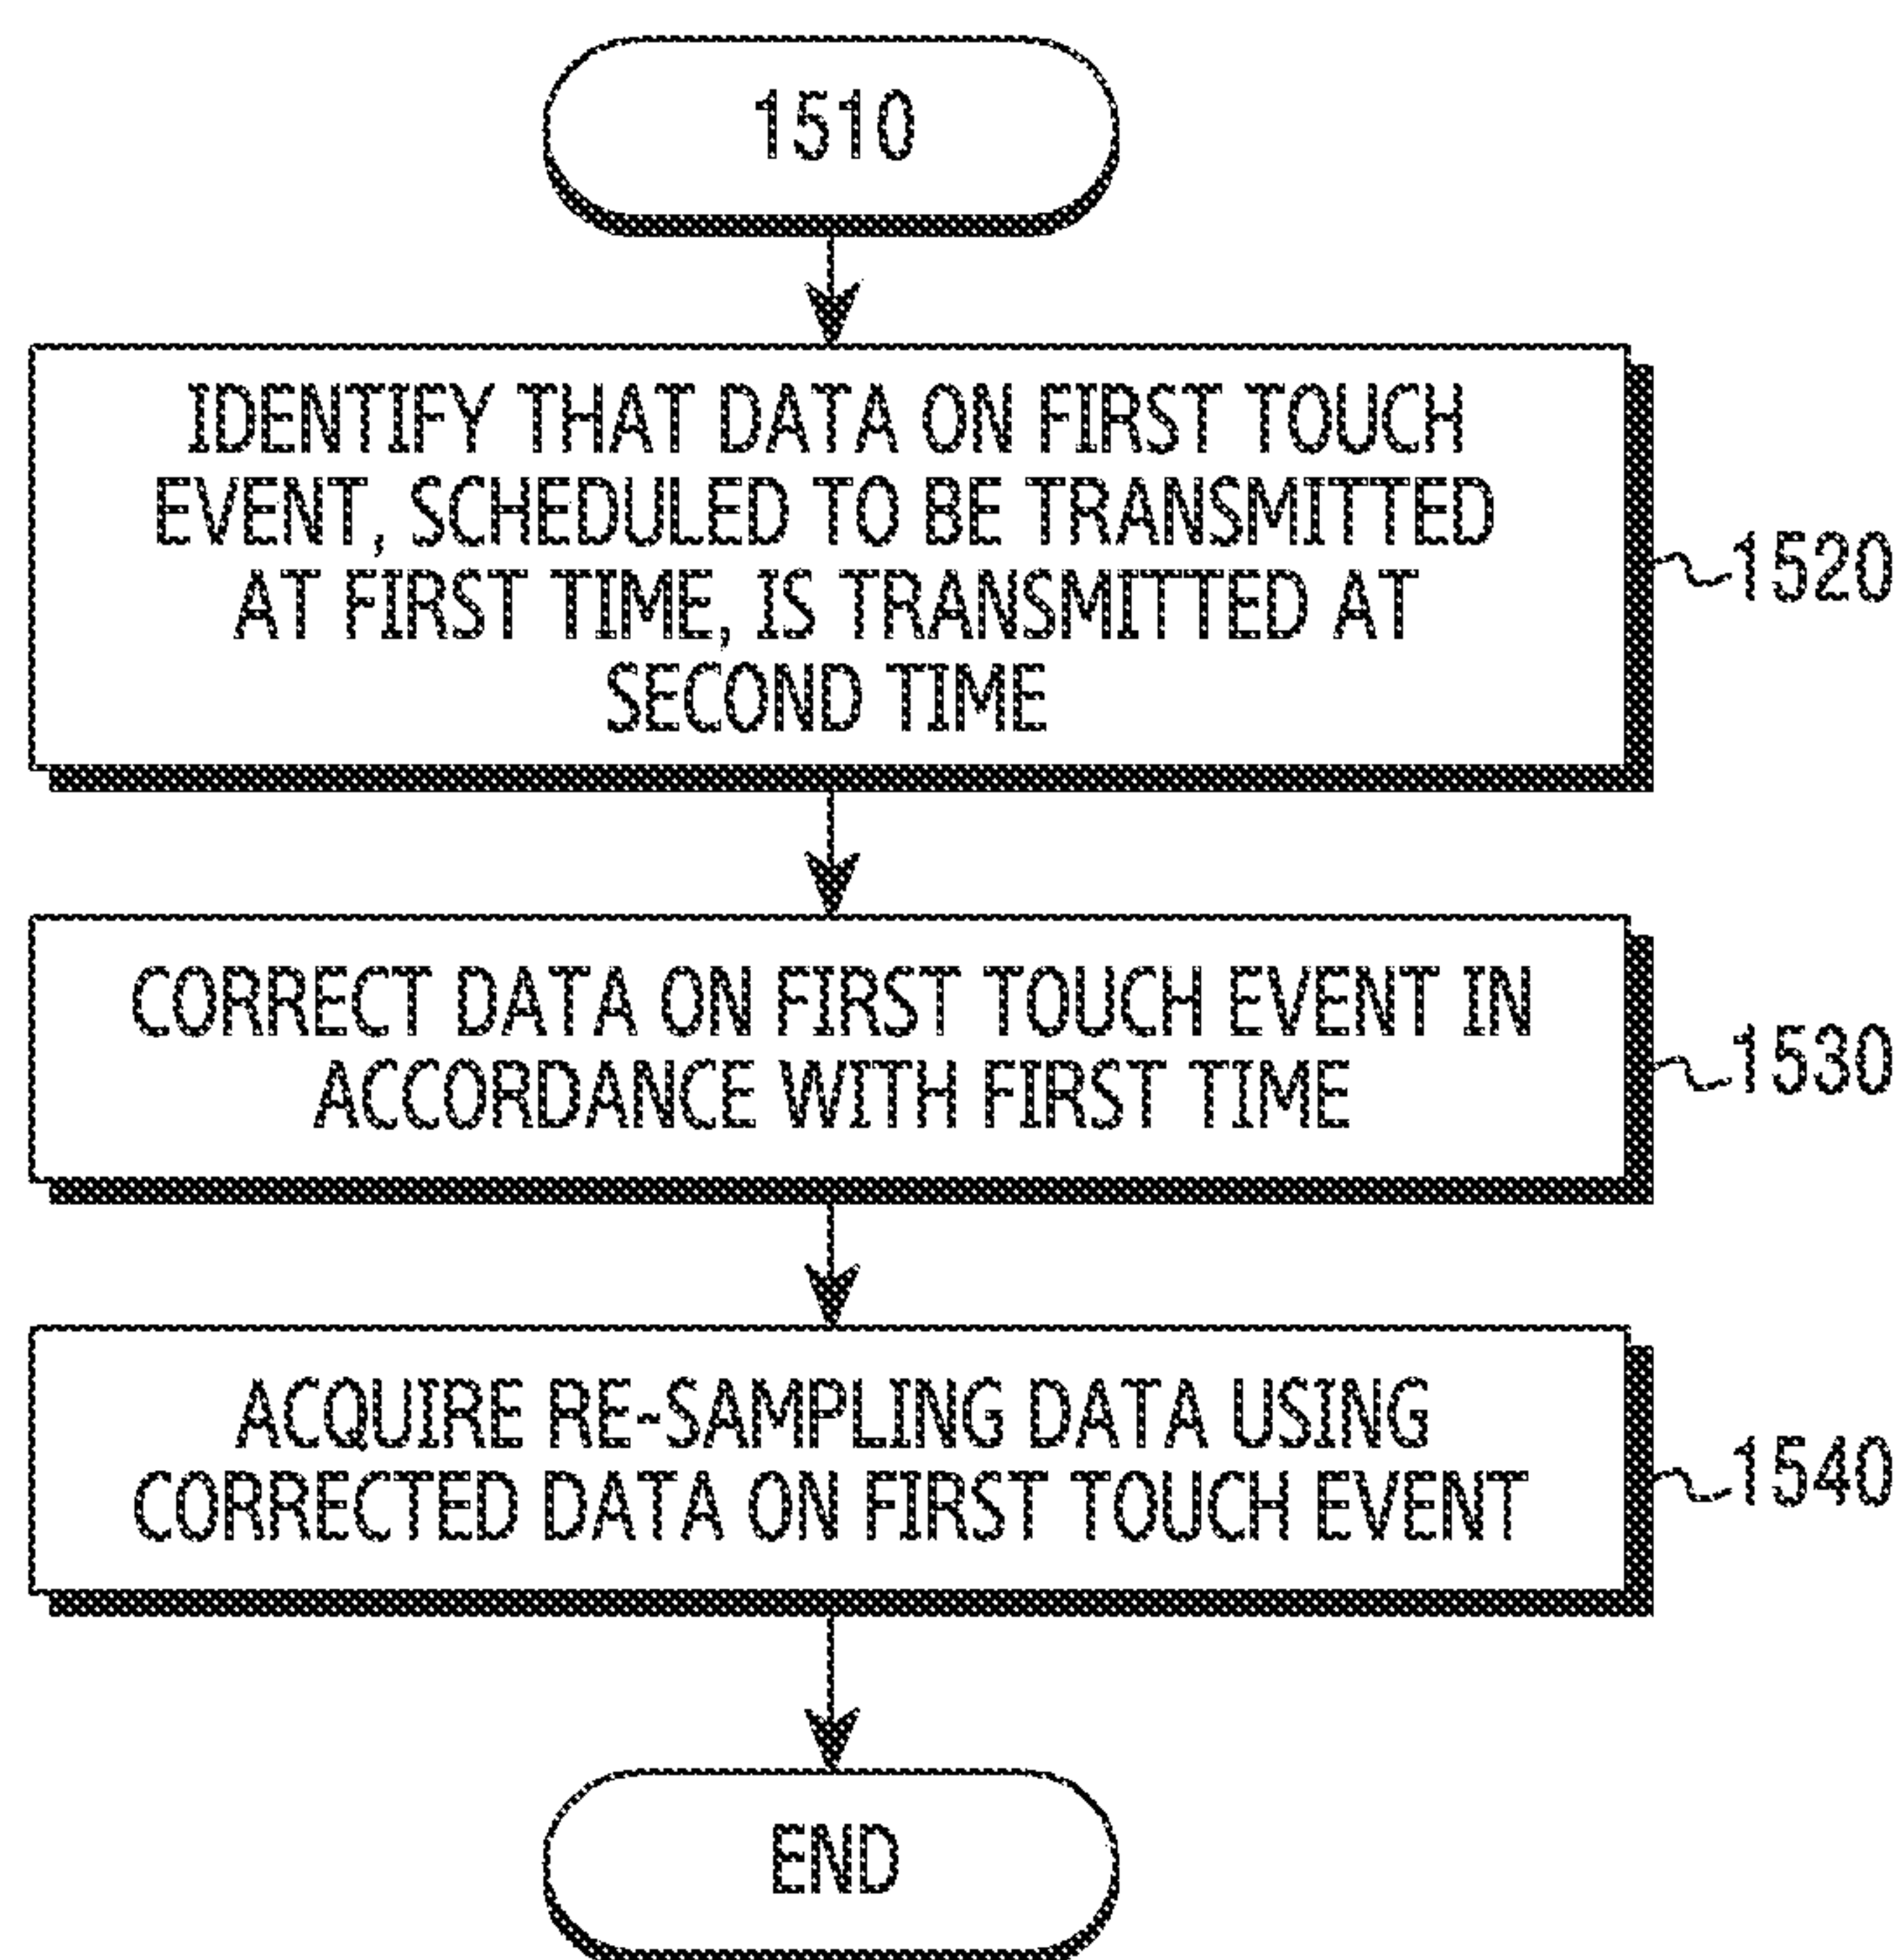 1510
IDENTIFY THAT DATA ON FIRST TOUCH
EVENT, SCHEDULED TO BE TRANSMITTED
AT FIRST TIME, IS TRANSMITTED AT
SECOND TIME
1520
CORRECT DATA ON FIRST TOUCH EVENT IN
ACCORDANCE WITH FIRST TIME
1530
ACQUIRE RE-SAMPLING DATA USING
CORRECTED DATA ON FIRST TOUCH EVENT
1540
END